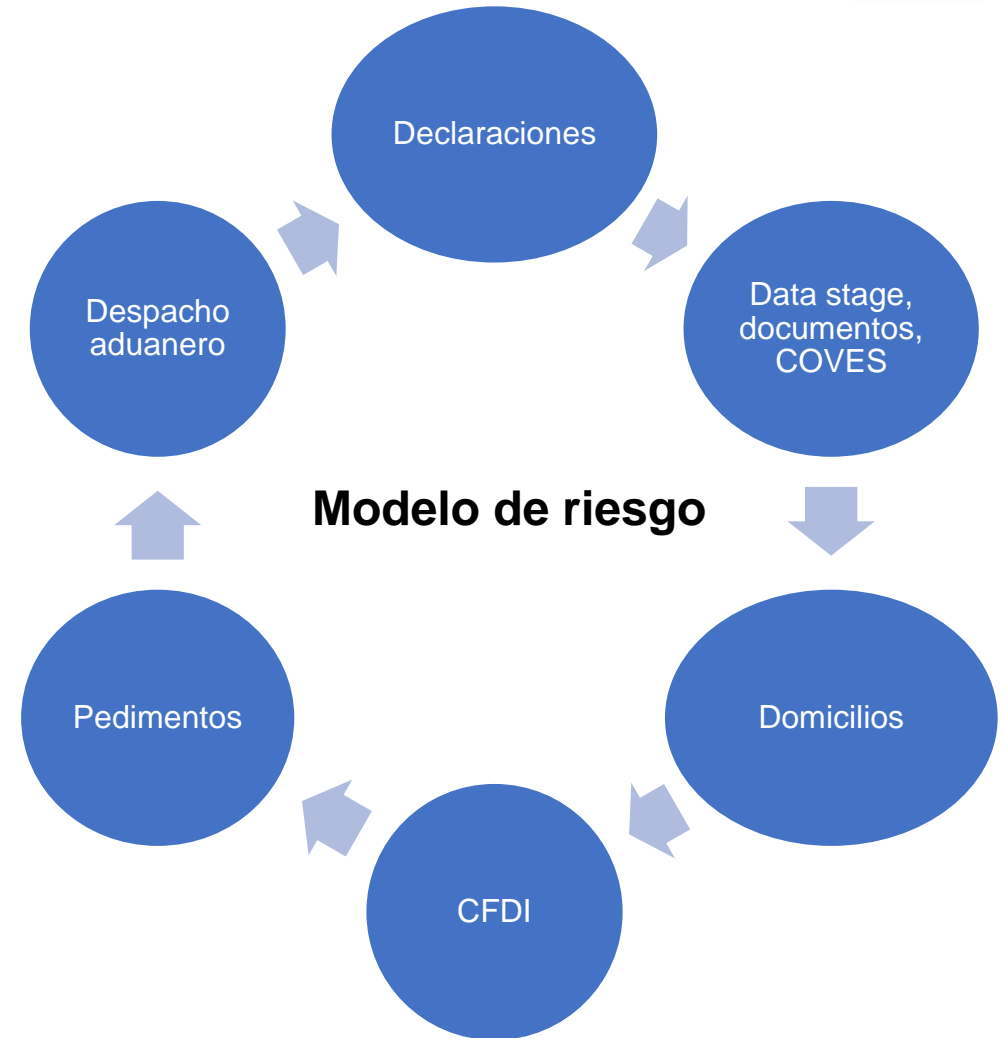 Declaraciones
Data stage,
documentos,
COVES
Domicilios
CFDI
Pedimentos
Despacho
aduanero
Modelo de riesgo